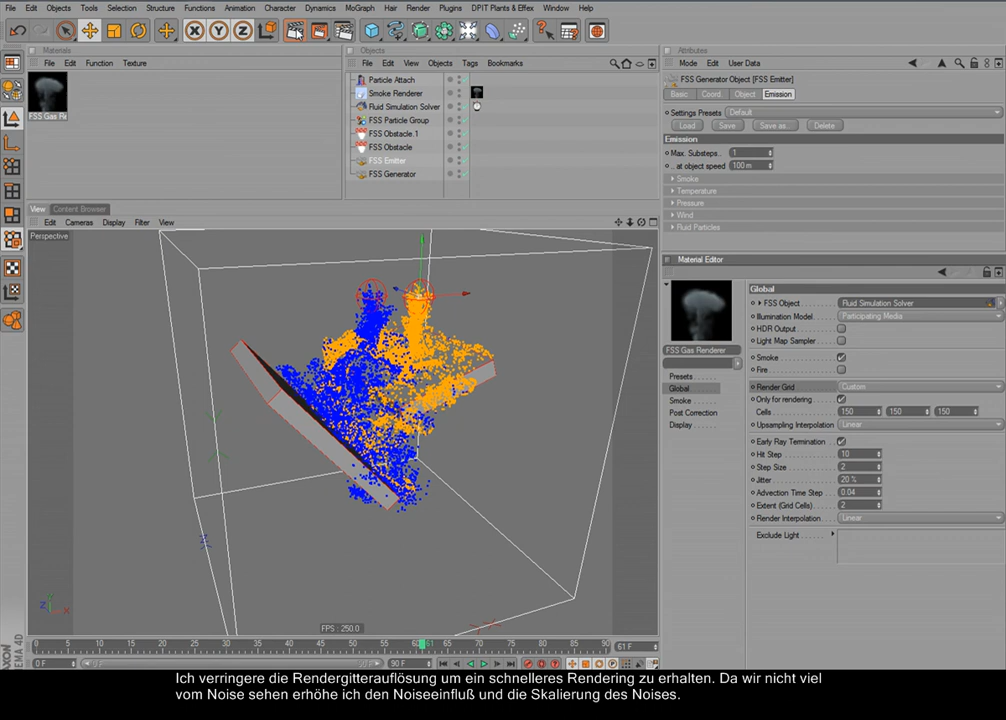 File Edit Objects Tools Selection Structure Functions Animation Character Dynamics MoGraph Hair Render Plugins DPIT Plants & Effex Window Help
Materials
File Edit Function Texture
FSS Gas Re
Objects
File Edit View Objects Tags Bookmarks
Particle Attach
Smoke Renderer
Fluid Simulation Solver
FSS Particle Group
FSS Obstacle.1
FSS Obstacle
FSS Emitter
FSS Generator
Attributes
Mode Edit User Data
FSS Generator Object [FSS Emitter]
Basic Coord Object Emission
Settings Presets Default
Load Save Save as... Delete
Emission
Max. Substeps.. 1
.. at object speed 100 m
Smoke
Temperature
Pressure
Wind
Fluid Particles
View Content Browser
Edit Cameras Display Filter View
Perspective
FPS : 250.0
Material Editor
FSS Gas Renderer
Presets
Global
Smoke
Post Correction
Display
Global
FSS Object Fluid Simulation Solver
Illumination Model Participating Media
HDR Output
Light Map Sampler
Smoke
Fire
Render Grid Custom
Only for rendering
Cells 150 150 150
Upsampling Interpolation Linear
Early Ray Termination
Hit Step 10
Step Size 2
Jitter 20 %
Advection Time Step 0.04
Extent (Grid Cells) 2
Render Interpolation Linear
Exclude Light
0 5 10 15 20 25 30 35 40 45 50 55 61 65 70 75 80 85 90 61 F
0 F 90 F
Ich verringere die Rendergitterauflösung um ein schnelleres Rendering zu erhalten. Da wir nicht viel
vom Noise sehen erhöhe ich den Noiseeinfluß und die Skalierung des Noises.